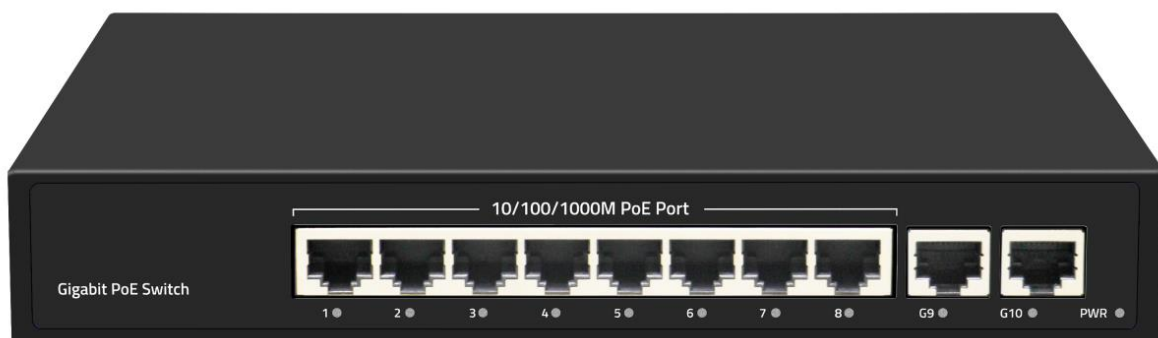 10/100/1000M PoE Port
Gigabit PoE Switch
1 2 3 4 5 6 7 8 G9 G10 PWR